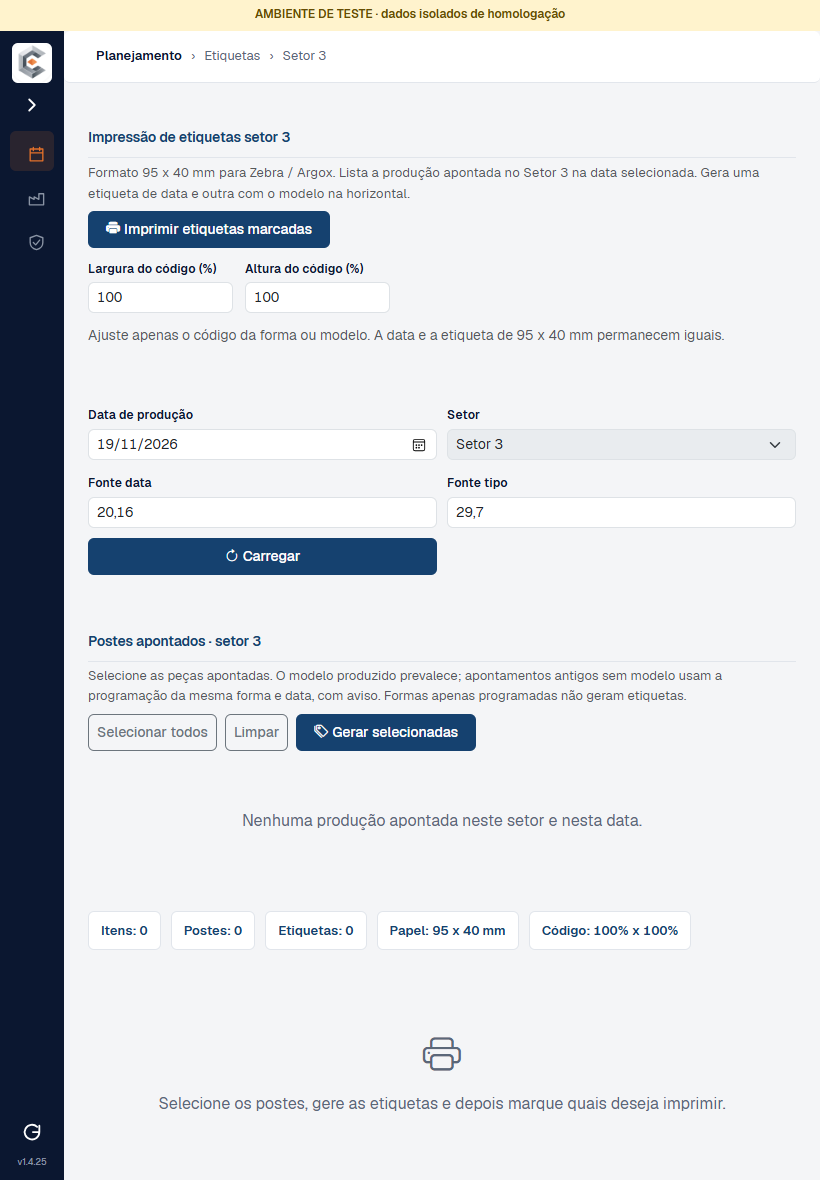 AMBIENTE DE TESTE · dados isolados de homologação
Planejamento › Etiquetas › Setor 3
Impressão de etiquetas setor 3
Formato 95 x 40 mm para Zebra / Argox. Lista a produção apontada no Setor 3 na data selecionada. Gera uma
etiqueta de data e outra com o modelo na horizontal.
Imprimir etiquetas marcadas
Largura do código (%) Altura do código (%)
100 100
Ajuste apenas o código da forma ou modelo. A data e a etiqueta de 95 x 40 mm permanecem iguais.
Data de produção Setor
19/11/2026 Setor 3
Fonte data Fonte tipo
20,16 29,7
Carregar
Postes apontados · setor 3
Selecione as peças apontadas. O modelo produzido prevalece; apontamentos antigos sem modelo usam a
programação da mesma forma e data, com aviso. Formas apenas programadas não geram etiquetas.
Selecionar todos Limpar Gerar selecionadas
Nenhuma produção apontada neste setor e nesta data.
Itens: 0 Postes: 0 Etiquetas: 0 Papel: 95 x 40 mm Código: 100% x 100%
Selecione os postes, gere as etiquetas e depois marque quais deseja imprimir.
v1.4.25